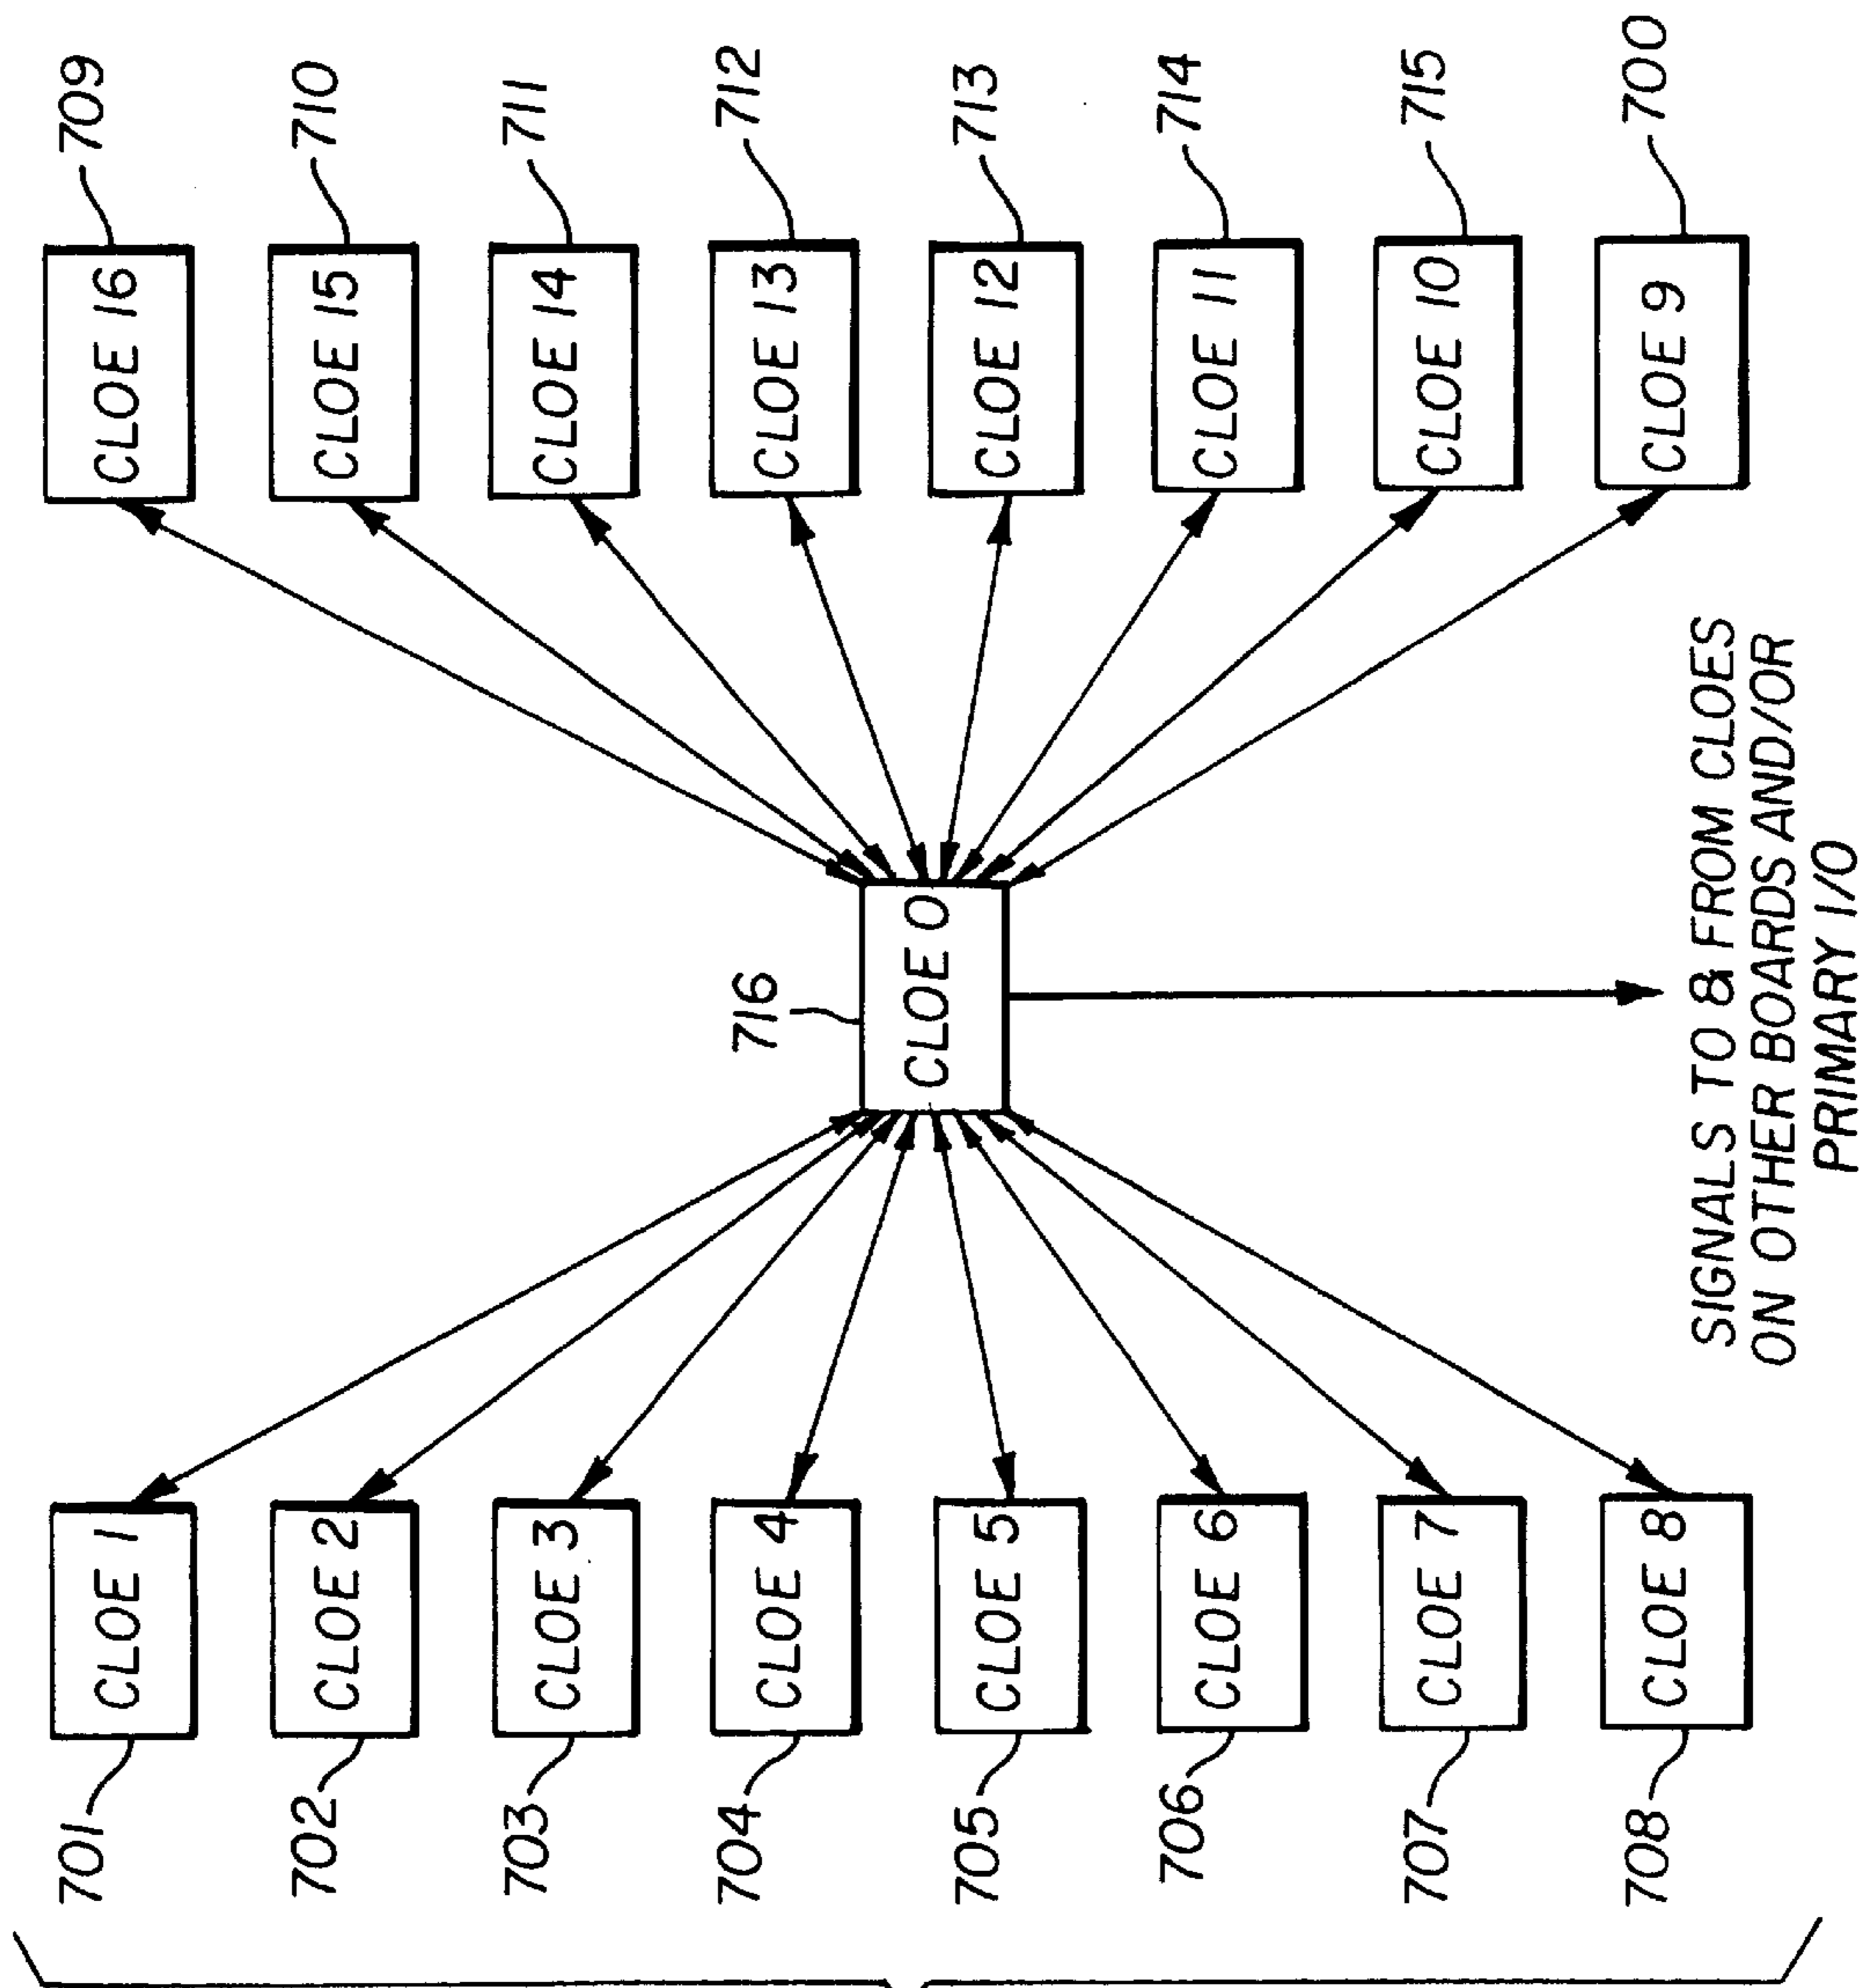 701
CLOE 1
CLOE 16
709
702
CLOE 2
CLOE 15
710
703
CLOE 3
CLOE 14
711
704
CLOE 4
CLOE 13
712
716
CLOE 0
705
CLOE 5
CLOE 12
713
706
CLOE 6
CLOE 11
714
707
CLOE 7
CLOE 10
715
708
CLOE 8
CLOE 9
700
SIGNALS TO & FROM CLOES
ON OTHER BOARDS AND/OR
PRIMARY I/O